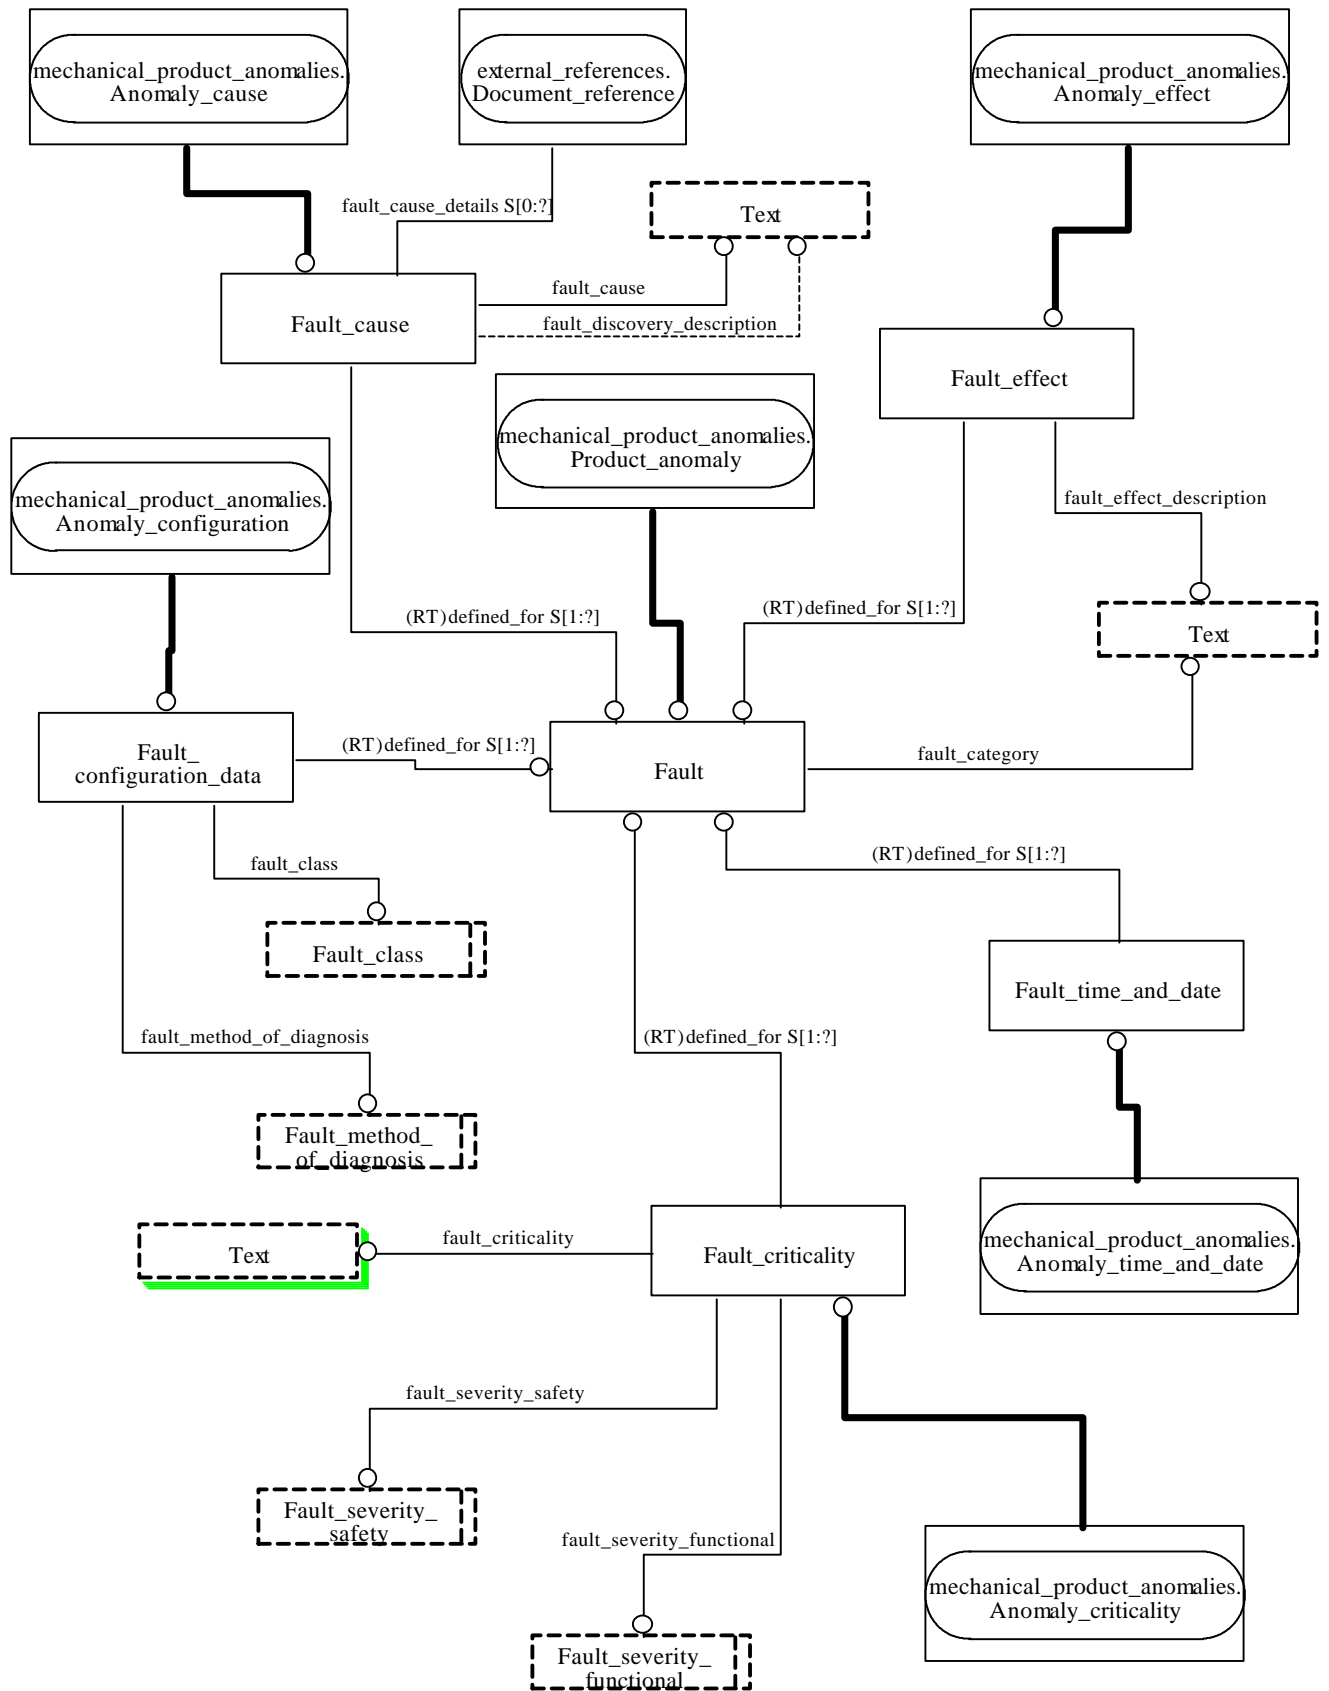 mechanical_product_anomalies.
Anomaly_cause
external_references.
Document_reference
mechanical_product_anomalies.
Anomaly_effect
fault_cause_details S[0:?]
Text
fault_cause
fault_discovery_description
Fault_cause
Fault_effect
mechanical_product_anomalies.
Product_anomaly
mechanical_product_anomalies.
Anomaly_configuration
fault_effect_description
(RT)defined_for S[1:?]
(RT)defined_for S[1:?]
Text
Fault_
configuration_data
(RT)defined_for S[1:?]
Fault
fault_category
fault_class
(RT)defined_for S[1:?]
Fault_class
Fault_time_and_date
fault_method_of_diagnosis
(RT)defined_for S[1:?]
Fault_method_
of_diagnosis
Text
fault_criticality
Fault_criticality
mechanical_product_anomalies.
Anomaly_time_and_date
fault_severity_safety
Fault_severity_
safety
fault_severity_functional
mechanical_product_anomalies.
Anomaly_criticality
Fault_severity_
functional